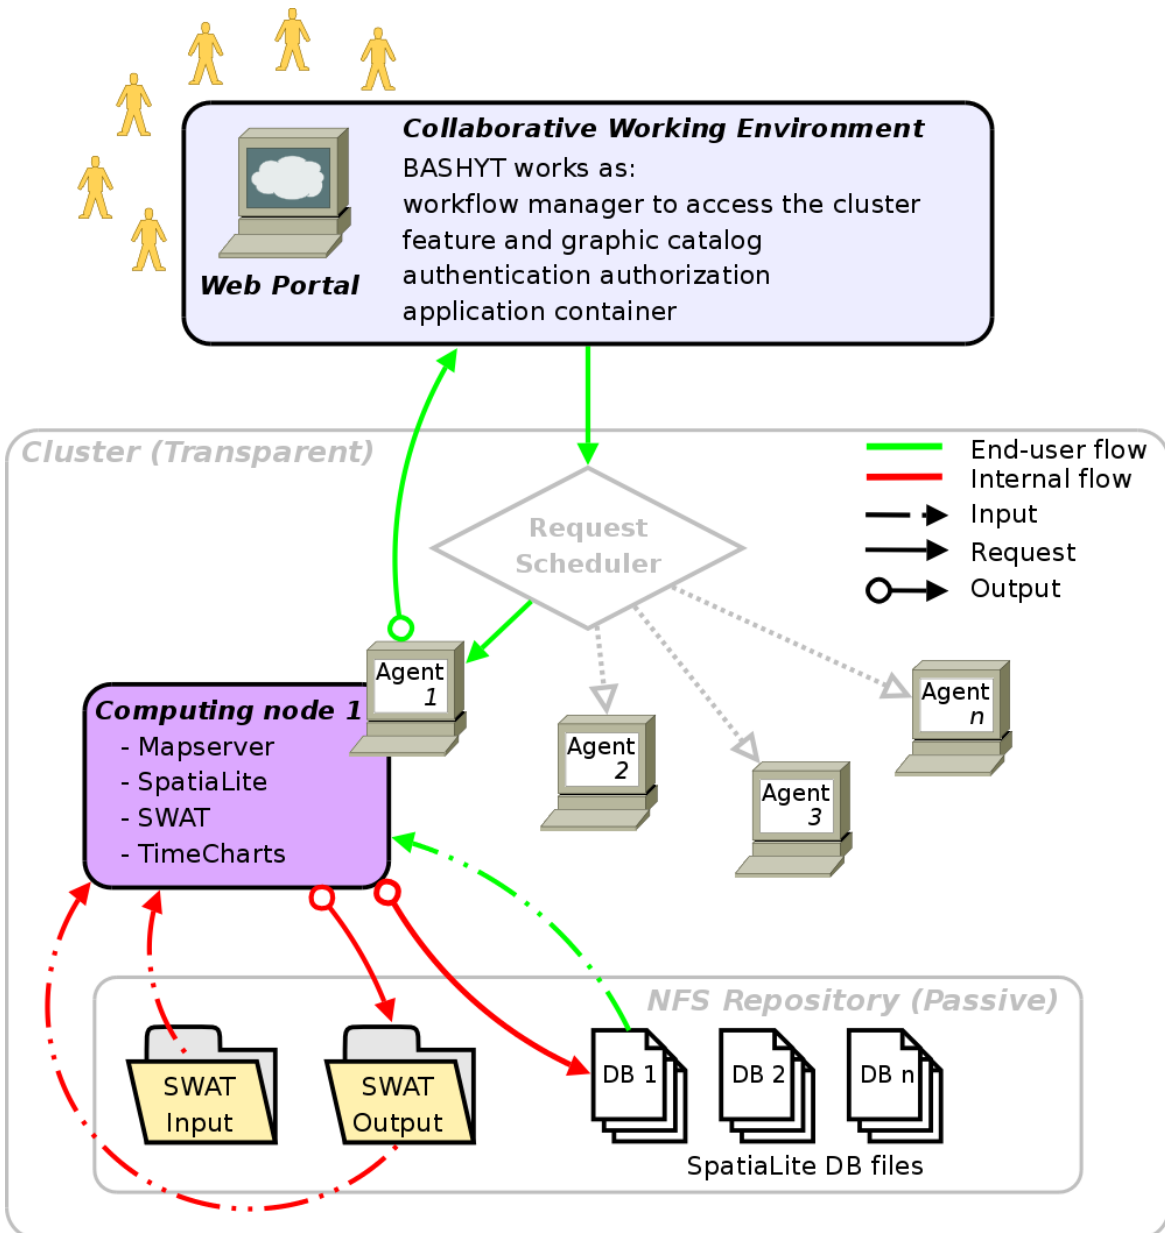 Collaborative Working Environment
BASHYT works as:
workflow manager to access the cluster
feature and graphic catalog
authentication authorization
application container
Web Portal
Cluster (Transparent)
End-user flow
Internal flow
Input
Request
Output
Request
Scheduler
Agent
1
Agent
2
Agent
3
Agent
n
Computing node 1
- Mapserver
- SpatiaLite
- SWAT
- TimeCharts
NFS Repository (Passive)
SWAT
Input
SWAT
Output
DB 1
DB 2
DB n
SpatiaLite DB files